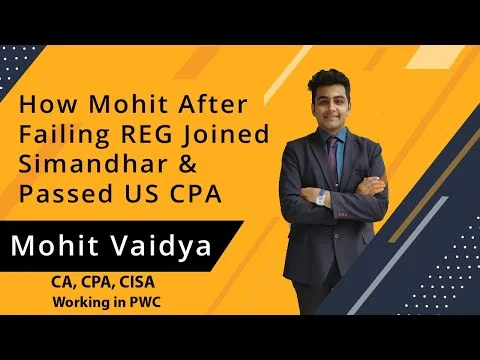 How Mohit After
Failing REG Joined
Simandhar &
Passed US CPA
Mohit Vaidya
CA, CPA, CISA
Working in PWC